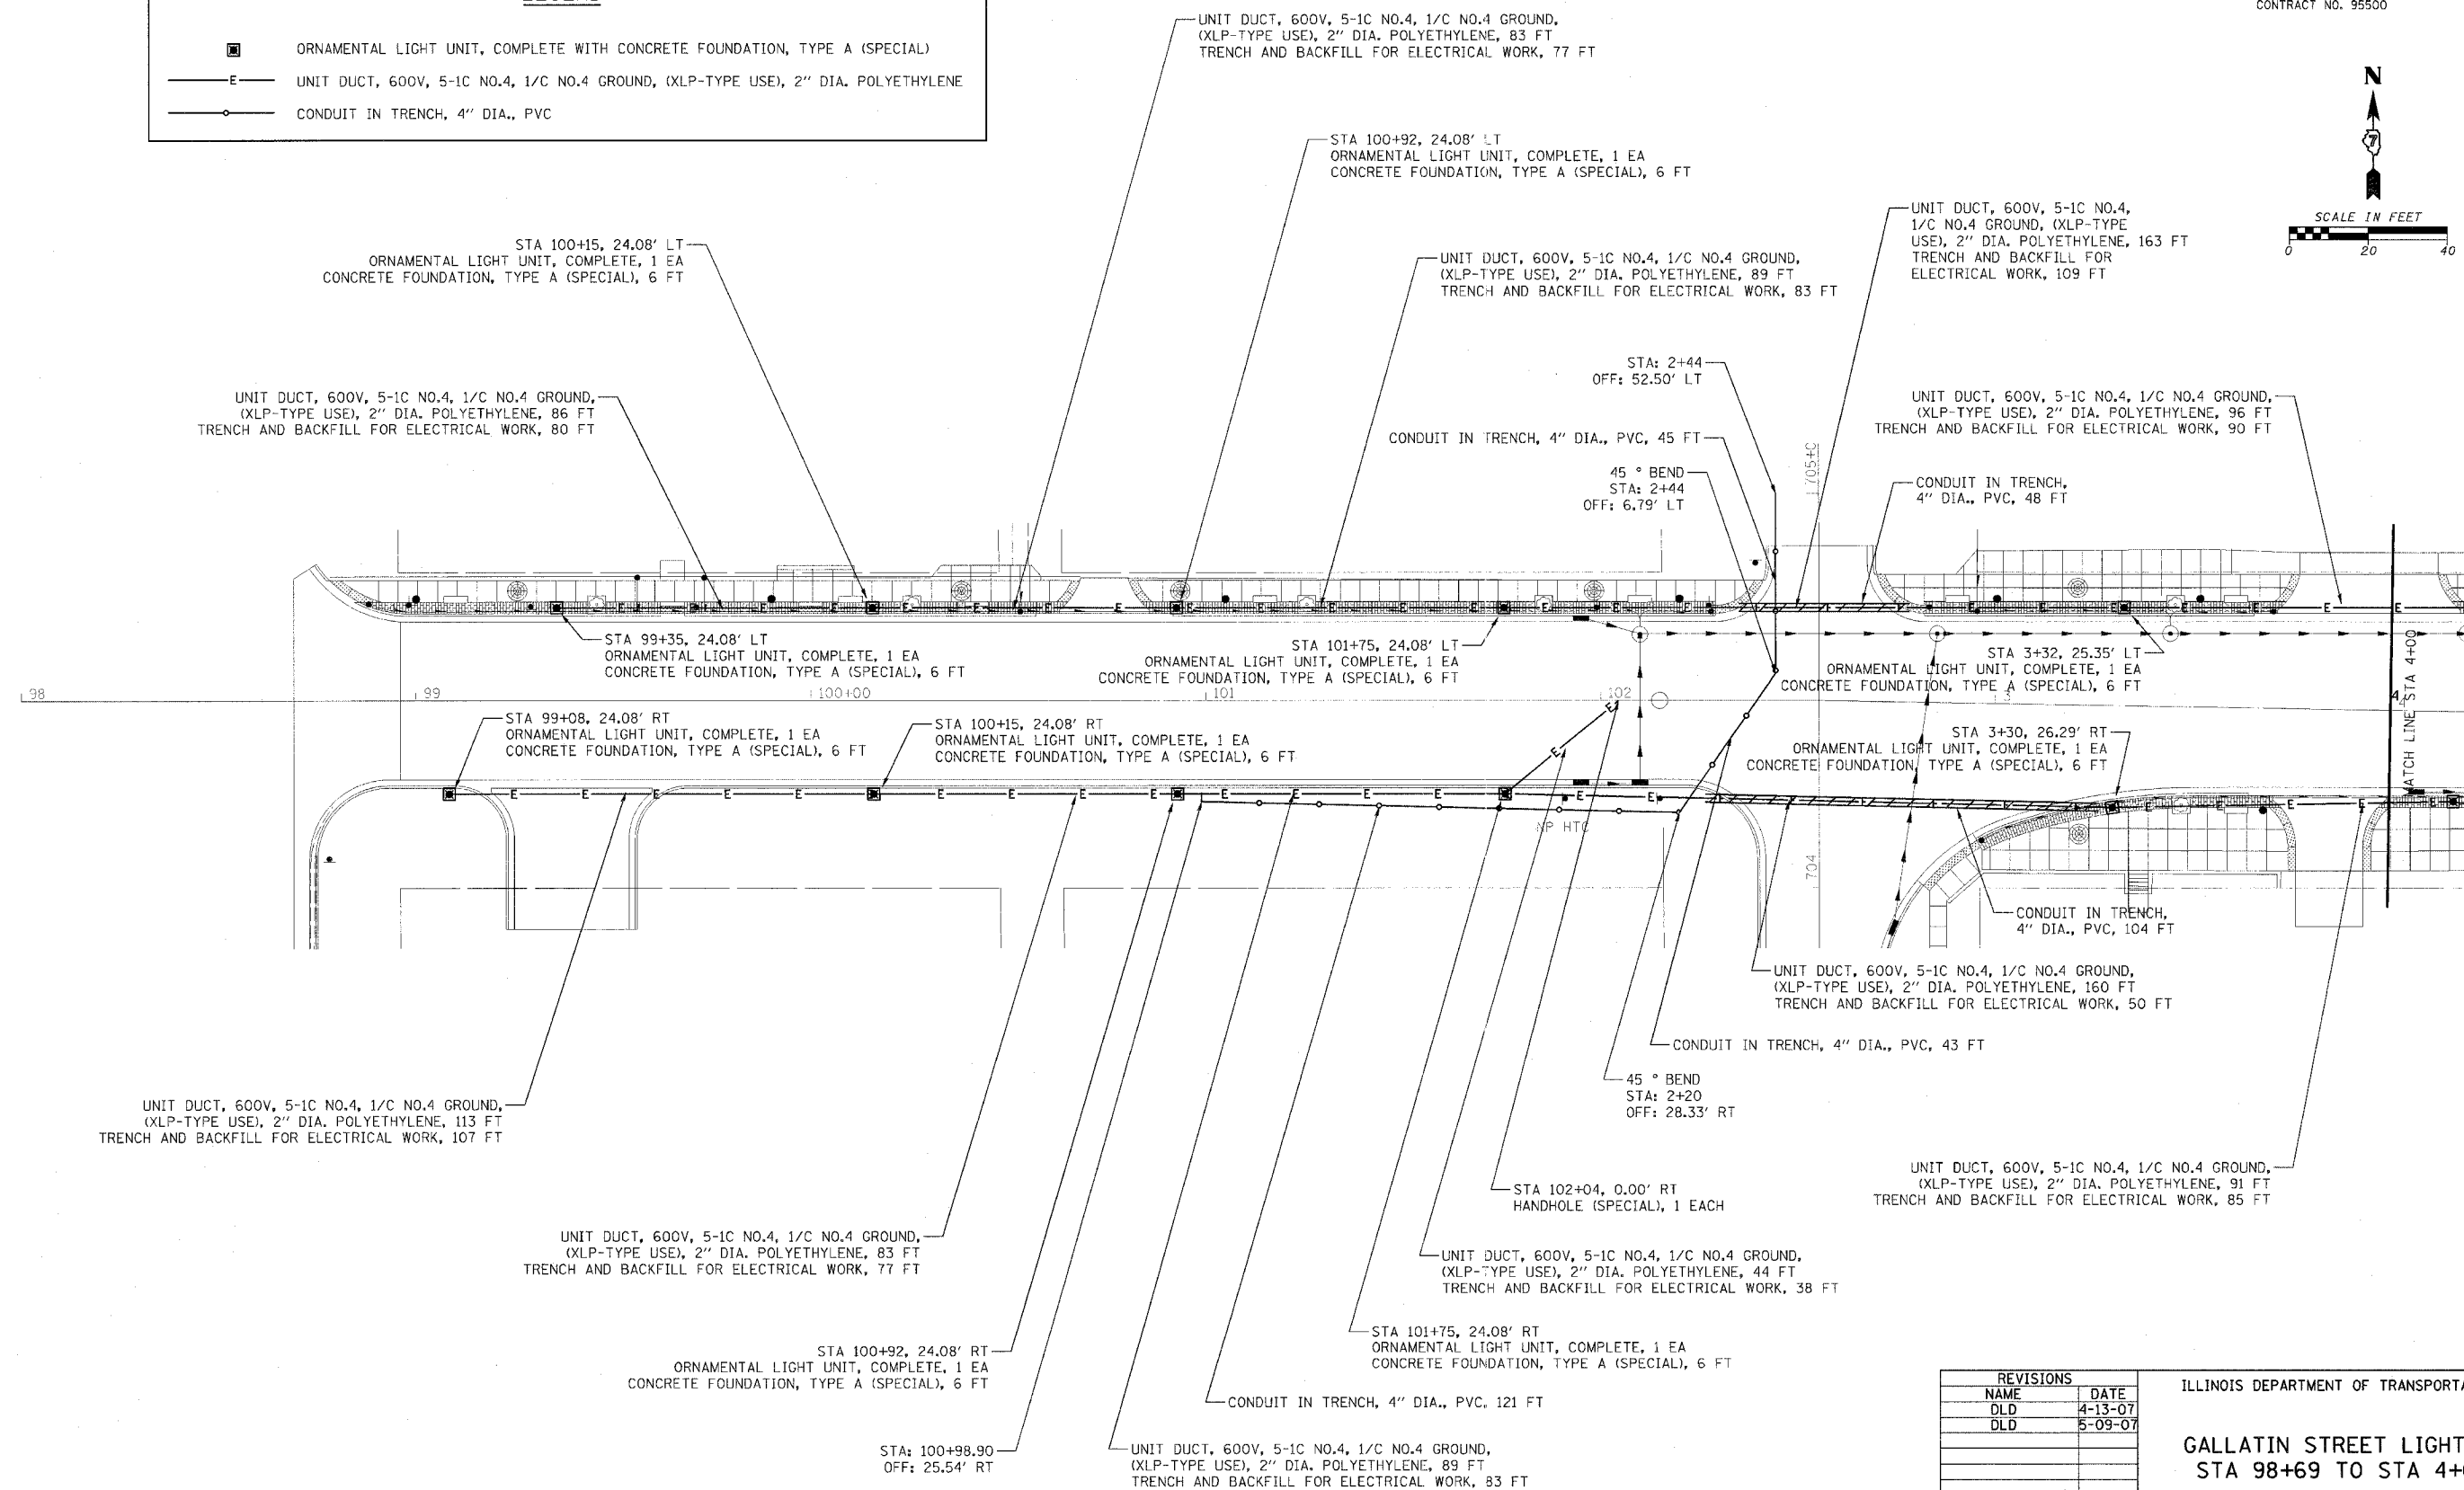 CONTRACT NO. 95500
ORNAMENTAL LIGHT UNIT, COMPLETE WITH CONCRETE FOUNDATION, TYPE A (SPECIAL)
E
UNIT DUCT, 600V, 5-1C NO.4, 1/C NO.4 GROUND, (XLP-TYPE USE), 2" DIA. POLYETHYLENE
CONDUIT IN TRENCH, 4" DIA., PVC
UNIT DUCT, 600V, 5-1C NO.4, 1/C NO.4 GROUND,
(XLP-TYPE USE), 2" DIA. POLYETHYLENE, 83 FT
TRENCH AND BACKFILL FOR ELECTRICAL WORK, 77 FT
N
7
SCALE IN FEET
0 20 40
STA 100+92, 24.08' LT
ORNAMENTAL LIGHT UNIT, COMPLETE, 1 EA
CONCRETE FOUNDATION, TYPE A (SPECIAL), 6 FT
UNIT DUCT, 600V, 5-1C NO.4,
1/C NO.4 GROUND, (XLP-TYPE
USE), 2" DIA. POLYETHYLENE, 163 FT
TRENCH AND BACKFILL FOR
ELECTRICAL WORK, 109 FT
STA 100+15, 24.08' LT
ORNAMENTAL LIGHT UNIT, COMPLETE, 1 EA
CONCRETE FOUNDATION, TYPE A (SPECIAL), 6 FT
UNIT DUCT, 600V, 5-1C NO.4, 1/C NO.4 GROUND,
(XLP-TYPE USE), 2" DIA. POLYETHYLENE, 89 FT
TRENCH AND BACKFILL FOR ELECTRICAL WORK, 83 FT
STA: 2+44
OFF: 52.50' LT
UNIT DUCT, 600V, 5-1C NO.4, 1/C NO.4 GROUND,
(XLP-TYPE USE), 2" DIA. POLYETHYLENE, 86 FT
TRENCH AND BACKFILL FOR ELECTRICAL WORK, 80 FT
UNIT DUCT, 600V, 5-1C NO.4, 1/C NO.4 GROUND,
(XLP-TYPE USE), 2" DIA. POLYETHYLENE, 96 FT
TRENCH AND BACKFILL FOR ELECTRICAL WORK, 90 FT
CONDUIT IN TRENCH, 4" DIA., PVC, 45 FT
45 ° BEND
STA: 2+44
OFF: 6.79' LT
705+0
CONDUIT IN TRENCH,
4" DIA., PVC, 48 FT
STA 99+35, 24.08' LT
ORNAMENTAL LIGHT UNIT, COMPLETE, 1 EA
CONCRETE FOUNDATION, TYPE A (SPECIAL), 6 FT
STA 101+75, 24.08' LT
ORNAMENTAL LIGHT UNIT, COMPLETE, 1 EA
CONCRETE FOUNDATION, TYPE A (SPECIAL), 6 FT
STA 3+32, 25.35' LT
ORNAMENTAL LIGHT UNIT, COMPLETE, 1 EA
CONCRETE FOUNDATION, TYPE A (SPECIAL), 6 FT
98 99 100+00 101 102 3 4
MATCH LINE STA 4+00
STA 99+08, 24.08' RT
ORNAMENTAL LIGHT UNIT, COMPLETE, 1 EA
CONCRETE FOUNDATION, TYPE A (SPECIAL), 6 FT
STA 100+15, 24.08' RT
ORNAMENTAL LIGHT UNIT, COMPLETE, 1 EA
CONCRETE FOUNDATION, TYPE A (SPECIAL), 6 FT
STA 3+30, 26.29' RT
ORNAMENTAL LIGHT UNIT, COMPLETE, 1 EA
CONCRETE FOUNDATION, TYPE A (SPECIAL), 6 FT
704
CONDUIT IN TRENCH,
4" DIA., PVC, 104 FT
UNIT DUCT, 600V, 5-1C NO.4, 1/C NO.4 GROUND,
(XLP-TYPE USE), 2" DIA. POLYETHYLENE, 160 FT
TRENCH AND BACKFILL FOR ELECTRICAL WORK, 50 FT
CONDUIT IN TRENCH, 4" DIA., PVC, 43 FT
45 ° BEND
STA: 2+20
OFF: 28.33' RT
UNIT DUCT, 600V, 5-1C NO.4, 1/C NO.4 GROUND,
(XLP-TYPE USE), 2" DIA. POLYETHYLENE, 113 FT
TRENCH AND BACKFILL FOR ELECTRICAL WORK, 107 FT
STA 102+04, 0.00' RT
HANDHOLE (SPECIAL), 1 EACH
UNIT DUCT, 600V, 5-1C NO.4, 1/C NO.4 GROUND,
(XLP-TYPE USE), 2" DIA. POLYETHYLENE, 91 FT
TRENCH AND BACKFILL FOR ELECTRICAL WORK, 85 FT
UNIT DUCT, 600V, 5-1C NO.4, 1/C NO.4 GROUND,
(XLP-TYPE USE), 2" DIA. POLYETHYLENE, 83 FT
TRENCH AND BACKFILL FOR ELECTRICAL WORK, 77 FT
UNIT DUCT, 600V, 5-1C NO.4, 1/C NO.4 GROUND,
(XLP-TYPE USE), 2" DIA. POLYETHYLENE, 44 FT
TRENCH AND BACKFILL FOR ELECTRICAL WORK, 38 FT
STA 100+92, 24.08' RT
ORNAMENTAL LIGHT UNIT, COMPLETE, 1 EA
CONCRETE FOUNDATION, TYPE A (SPECIAL), 6 FT
STA 101+75, 24.08' RT
ORNAMENTAL LIGHT UNIT, COMPLETE, 1 EA
CONCRETE FOUNDATION, TYPE A (SPECIAL), 6 FT
CONDUIT IN TRENCH, 4" DIA., PVC, 121 FT
STA: 100+98.90
OFF: 25.54' RT
UNIT DUCT, 600V, 5-1C NO.4, 1/C NO.4 GROUND,
(XLP-TYPE USE), 2" DIA. POLYETHYLENE, 89 FT
TRENCH AND BACKFILL FOR ELECTRICAL WORK, 83 FT
REVISIONS
NAME DATE
DLD 4-13-07
DLD 5-09-07
ILLINOIS DEPARTMENT OF TRANSPORTA
GALLATIN STREET LIGHT
STA 98+69 TO STA 4+